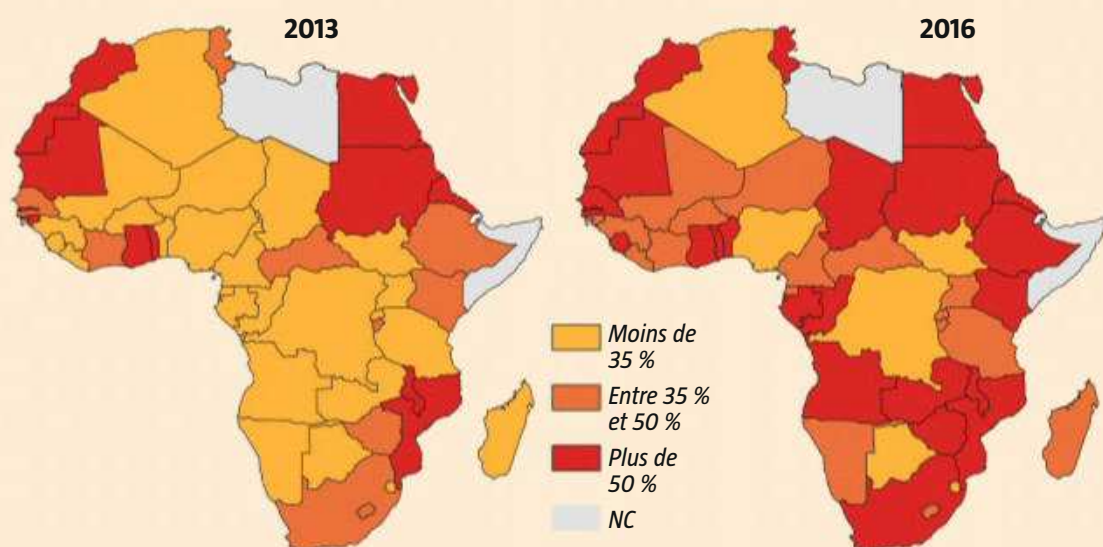 2013
2016
Moins de
35 %
Entre 35 %
et 50 %
Plus de
50 %
NC